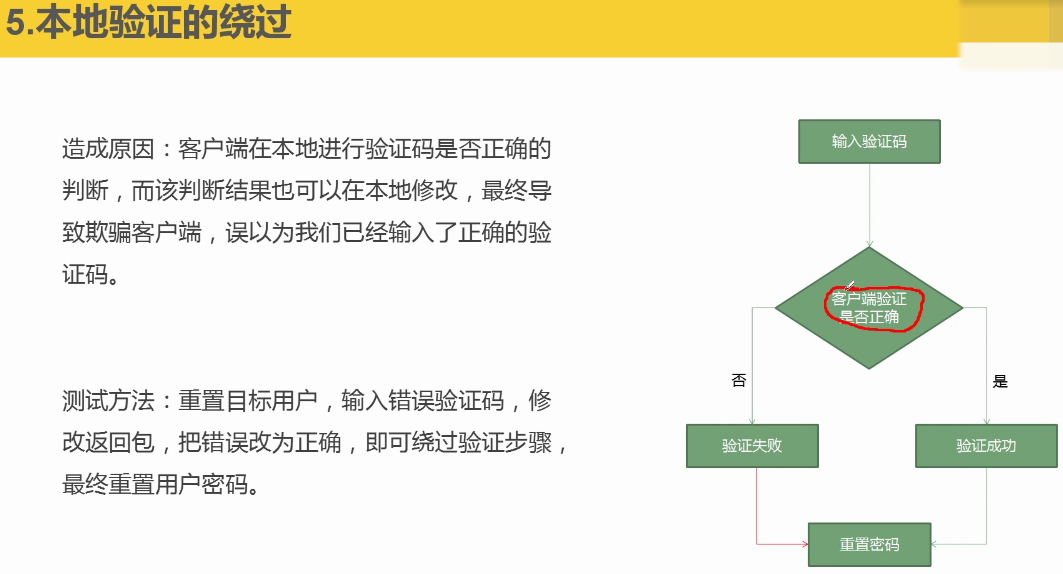 5.本地验证的绕过
造成原因：客户端在本地进行验证码是否正确的
判断，而该判断结果也可以在本地修改，最终导
致欺骗客户端，误以为我们已经输入了正确的验
证码。
测试方法：重置目标用户，输入错误验证码，修
改返回包，把错误改为正确，即可绕过验证步骤，
最终重置用户密码。
输入验证码
客户端验证
是否正确
否
是
验证失败
验证成功
重置密码